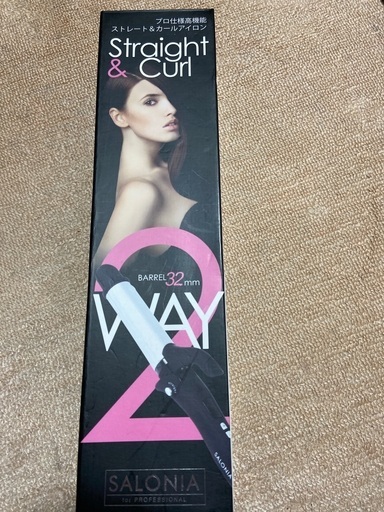 プロ仕様高機能
ストレート&カールアイロン
Straight
& Curl
BARREL 32mm
2
WAY
SALONIA
SALONIA
for PROFESSIONAL